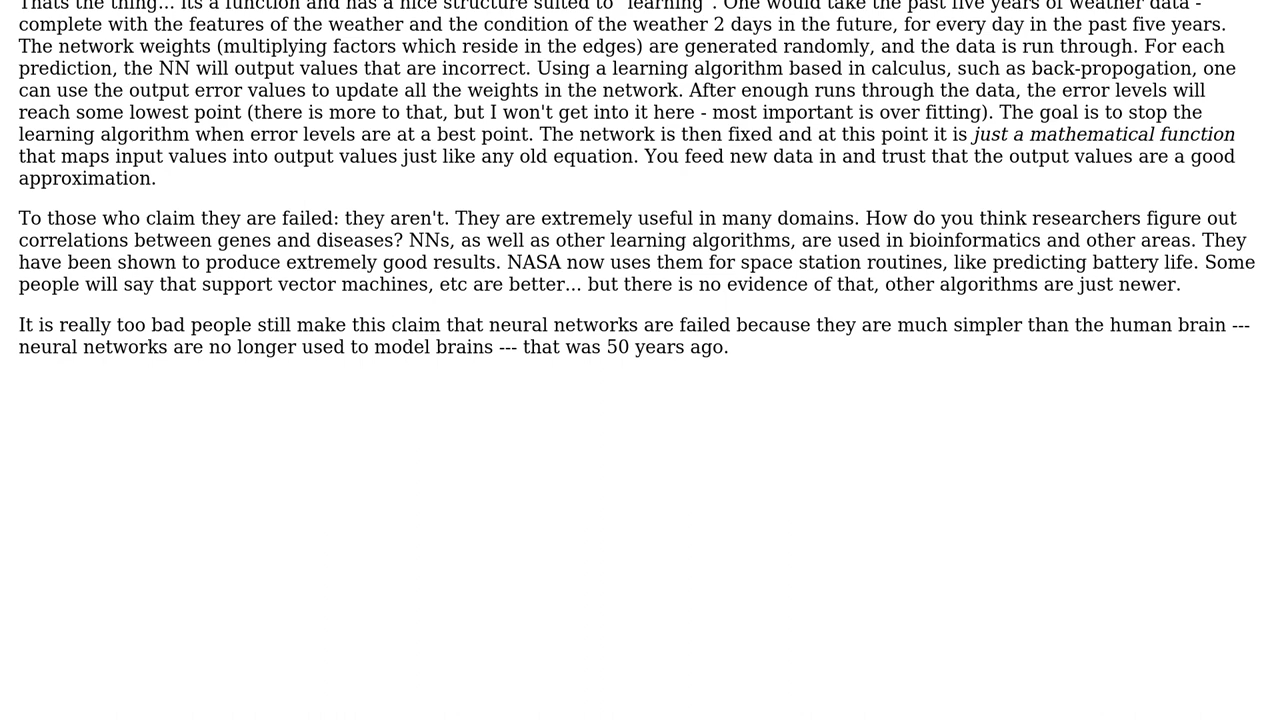 Thats the thing... its a function and has a nice structure suited to "learning". One would take the past five years of weather data -
complete with the features of the weather and the condition of the weather 2 days in the future, for every day in the past five years.
The network weights (multiplying factors which reside in the edges) are generated randomly, and the data is run through. For each
prediction, the NN will output values that are incorrect. Using a learning algorithm based in calculus, such as back-propogation, one
can use the output error values to update all the weights in the network. After enough runs through the data, the error levels will
reach some lowest point (there is more to that, but I won't get into it here - most important is over fitting). The goal is to stop the
learning algorithm when error levels are at a best point. The network is then fixed and at this point it is just a mathematical function
that maps input values into output values just like any old equation. You feed new data in and trust that the output values are a good
approximation.
To those who claim they are failed: they aren't. They are extremely useful in many domains. How do you think researchers figure out
correlations between genes and diseases? NNs, as well as other learning algorithms, are used in bioinformatics and other areas. They
have been shown to produce extremely good results. NASA now uses them for space station routines, like predicting battery life. Some
people will say that support vector machines, etc are better... but there is no evidence of that, other algorithms are just newer.
It is really too bad people still make this claim that neural networks are failed because they are much simpler than the human brain ---
neural networks are no longer used to model brains --- that was 50 years ago.